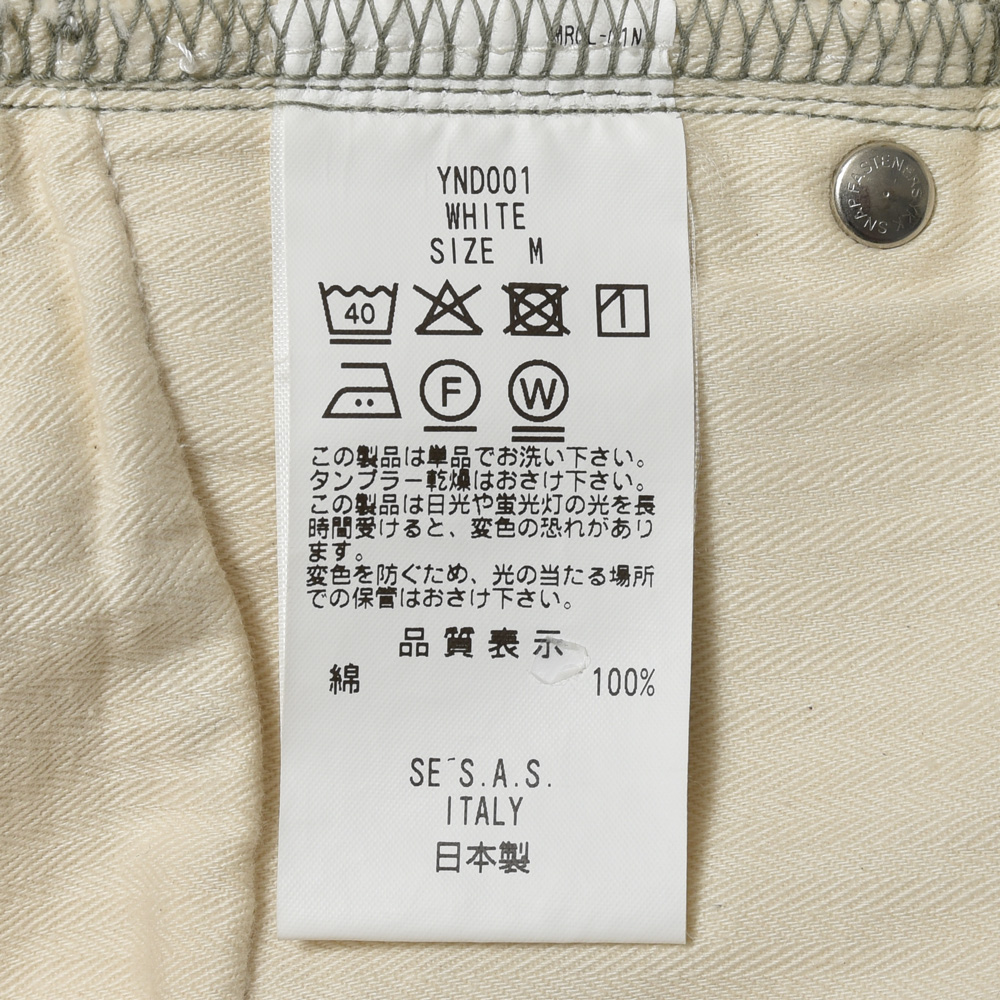 MRCL-01N
YND001
WHITE
SIZE M
40
F
W
この製品は単品でお洗い下さい。
タンブラー乾燥はおさけ下さい。
この製品は日光や蛍光灯の光を長
時間受けると、変色の恐れがあり
ます。
変色を防ぐため、光の当たる場所
での保管はおさけ下さい。
品質表示
綿 100%
SE¨S.A.S.
ITALY
日本製
YKK SNAP FASTENERS